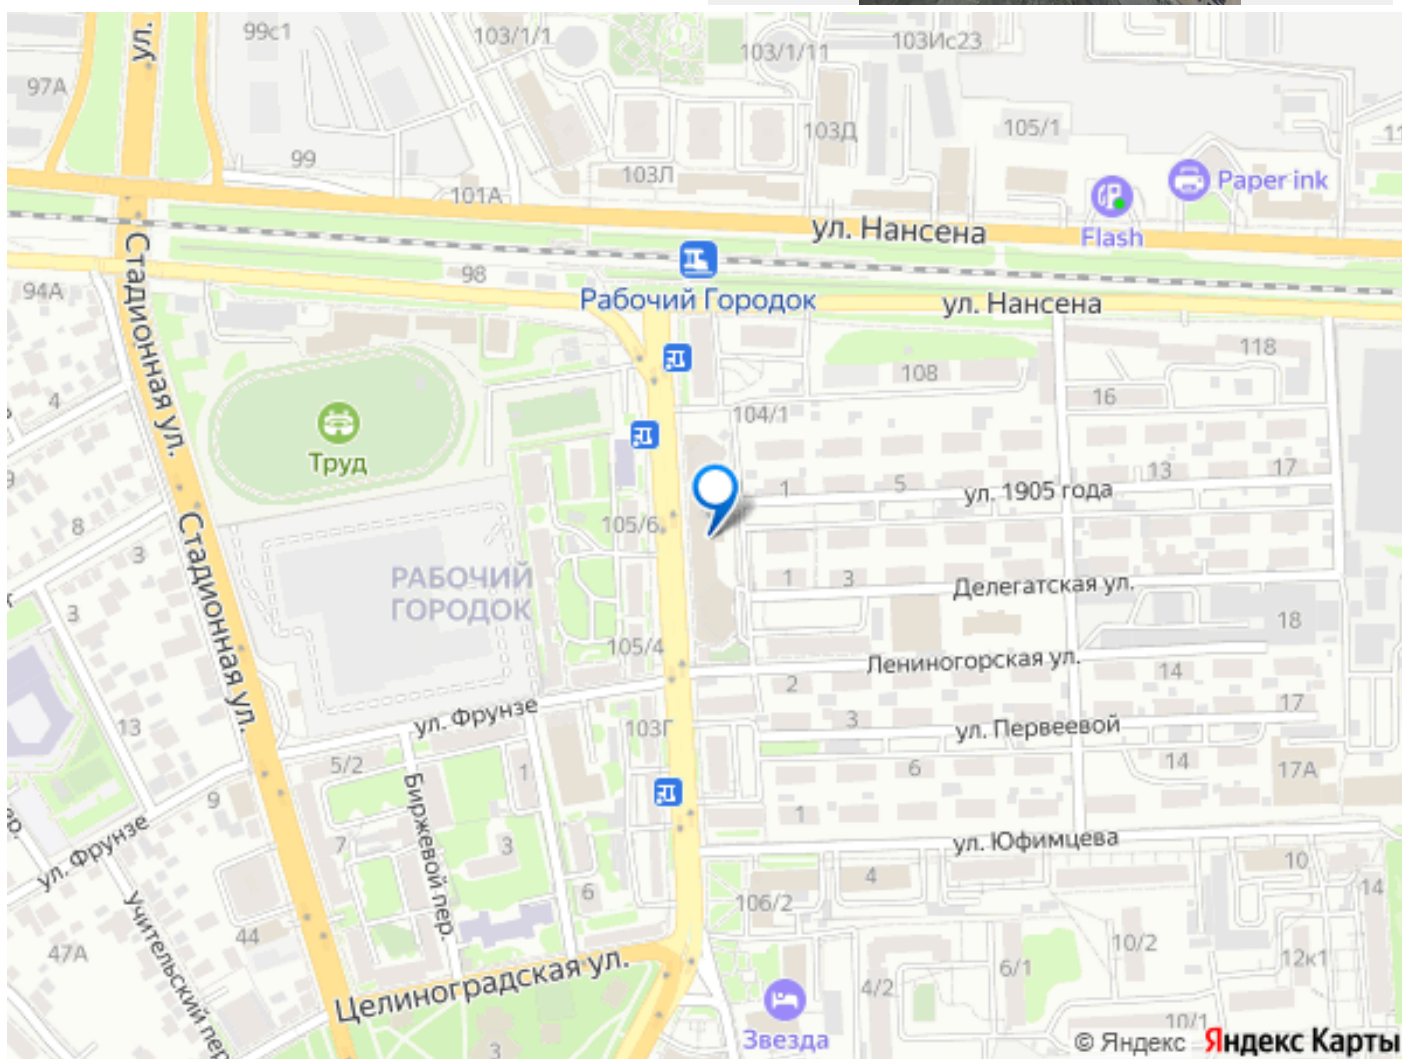 ул.
99с1
103/1/1
103/1/11
103Ис23
97А
99
103Д
105/1
11
103Л
101А
Paper ink
Flash
ул. Нансена
Стадионная ул.
98
94А
Рабочий Городок
ул. Нансена
118
108
16
4
104/1
Труд
13
17
1
5
ул. 1905 года
9
8
105/6
3
Стадионная ул.
РАБОЧИЙ
ГОРОДОК
1
3
Делегатская ул.
3
18
105/4
Лениногорская ул.
14
2
ул. Фрунзе
17
13
103Г
3
ул. Первеевой
5/2
1
6
14
17А
9
Биржевой пер.
1
ул. Фрунзе
7
3
ул. Юфимцева
10
4
14
6
106/2
Учительский пер
44
10/2
47А
12к1
Целиноградская ул.
6/1
4/2
Звезда
3
10/1
© Яндекс Яндекс Карты